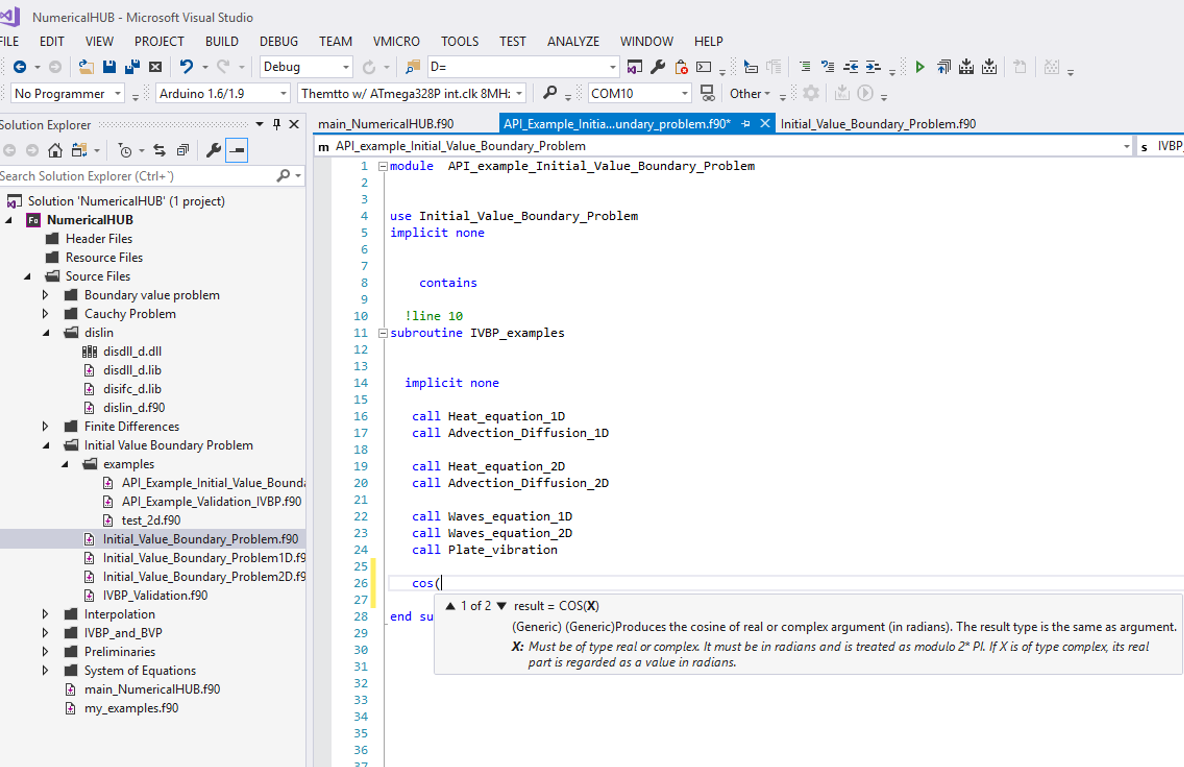 NumericalHUB - Microsoft Visual Studio
FILE EDIT VIEW PROJECT BUILD DEBUG TEAM VMICRO TOOLS TEST ANALYZE WINDOW HELP
Debug D=
No Programmer Arduino 1.6/1.9 Themtto w/ ATmega328P int.clk 8MHz COM10 Other
Solution Explorer
Search Solution Explorer (Ctrl+`)
Solution 'NumericalHUB' (1 project)
Fo NumericalHUB
Header Files
Resource Files
Source Files
Boundary value problem
Cauchy Problem
dislin
disdll_d.dll
disdll_d.lib
disifc_d.lib
dislin_d.f90
Finite Differences
Initial Value Boundary Problem
examples
API_Example_Initial_Value_Bounda
API_Example_Validation_IVBP.f90
test_2d.f90
Initial_Value_Boundary_Problem.f90
Initial_Value_Boundary_Problem1D.f9
Initial_Value_Boundary_Problem2D.f9
IVBP_Validation.f90
Interpolation
IVBP_and_BVP
Preliminaries
System of Equations
main_NumericalHUB.f90
my_examples.f90
main_NumericalHUB.f90 API_Example_Initia...undary_problem.f90* Initial_Value_Boundary_Problem.f90
m API_example_Initial_Value_Boundary_Problem s IVBP_
1 module API_example_Initial_Value_Boundary_Problem
2
3
4 use Initial_Value_Boundary_Problem
5 implicit none
6
7
8 contains
9
10 !line 10
11 subroutine IVBP_examples
12
13
14 implicit none
15
16 call Heat_equation_1D
17 call Advection_Diffusion_1D
18
19 call Heat_equation_2D
20 call Advection_Diffusion_2D
21
22 call Waves_equation_1D
23 call Waves_equation_2D
24 call Plate_vibration
25
26 cos(
27
28 end su
29
30
31
32
33
34
35
36
37
1 of 2 result = COS(X)
(Generic) (Generic)Produces the cosine of real or complex argument (in radians). The result type is the same as argument.
X: Must be of type real or complex. It must be in radians and is treated as modulo 2* PI. If X is of type complex, its real
part is regarded as a value in radians.